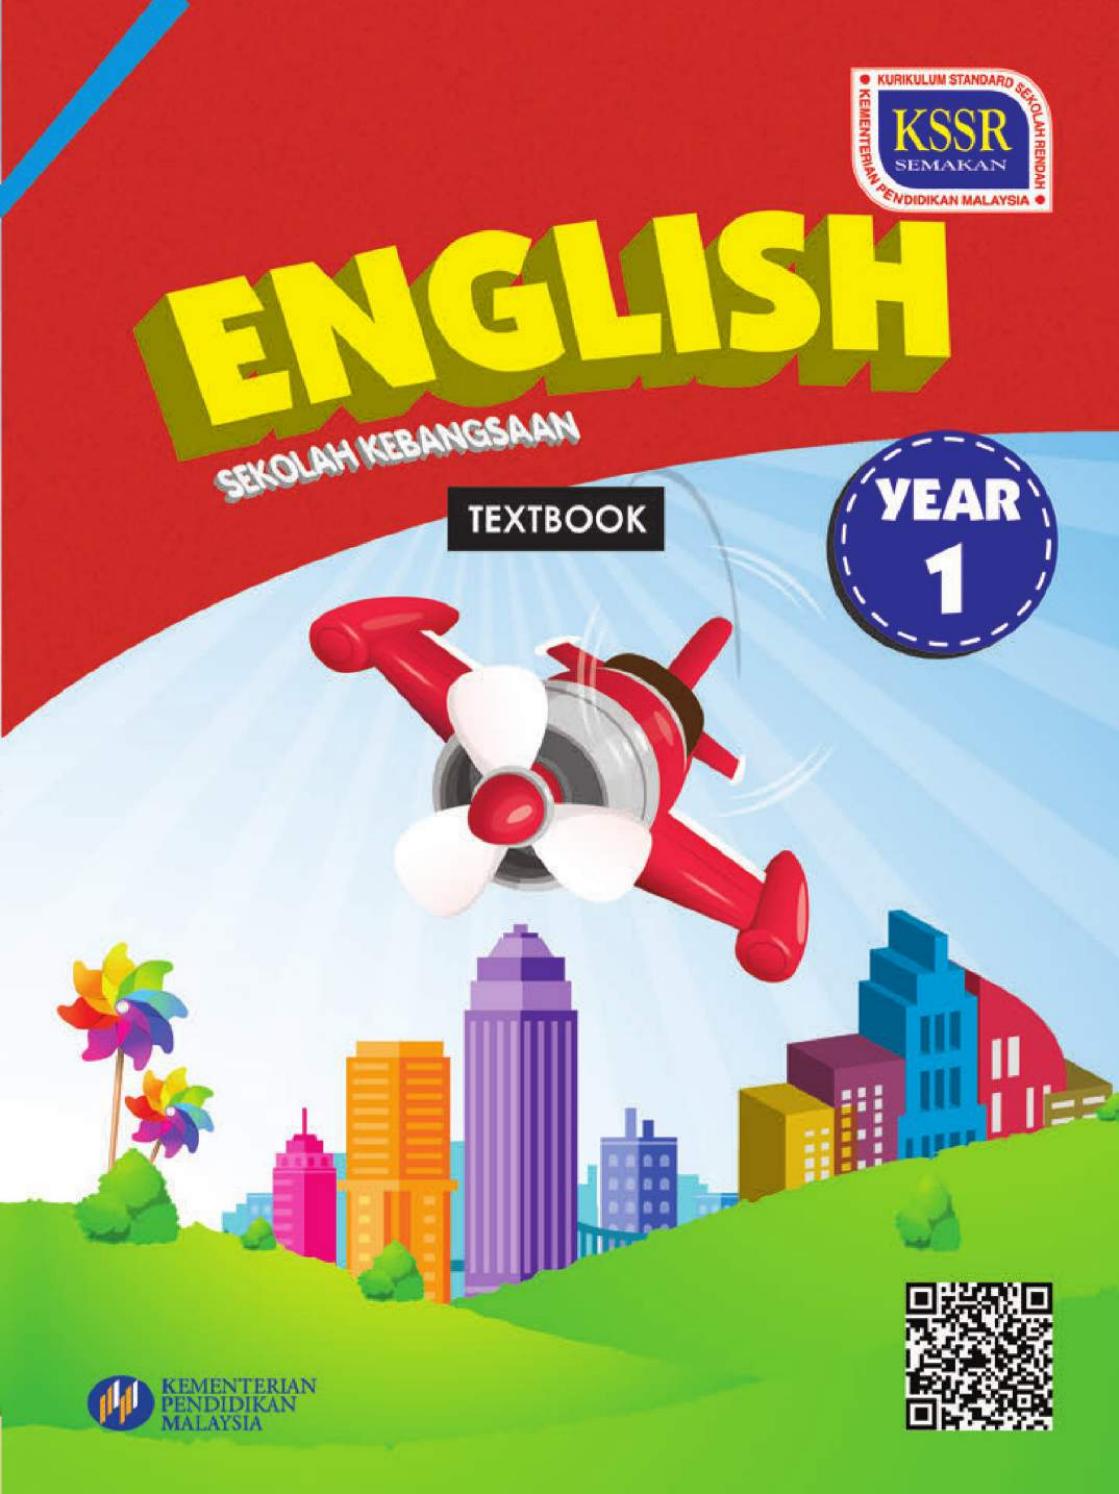 KURIKULUM STANDARD SEKOLAH RENDAH
KEMENTERIAN PENDIDIKAN MALAYSIA
KSSR
SEMAKAN
ENGLISH
SEKOLAH KEBANGSAAN
TEXTBOOK
YEAR
1
KEMENTERIAN
PENDIDIKAN
MALAYSIA